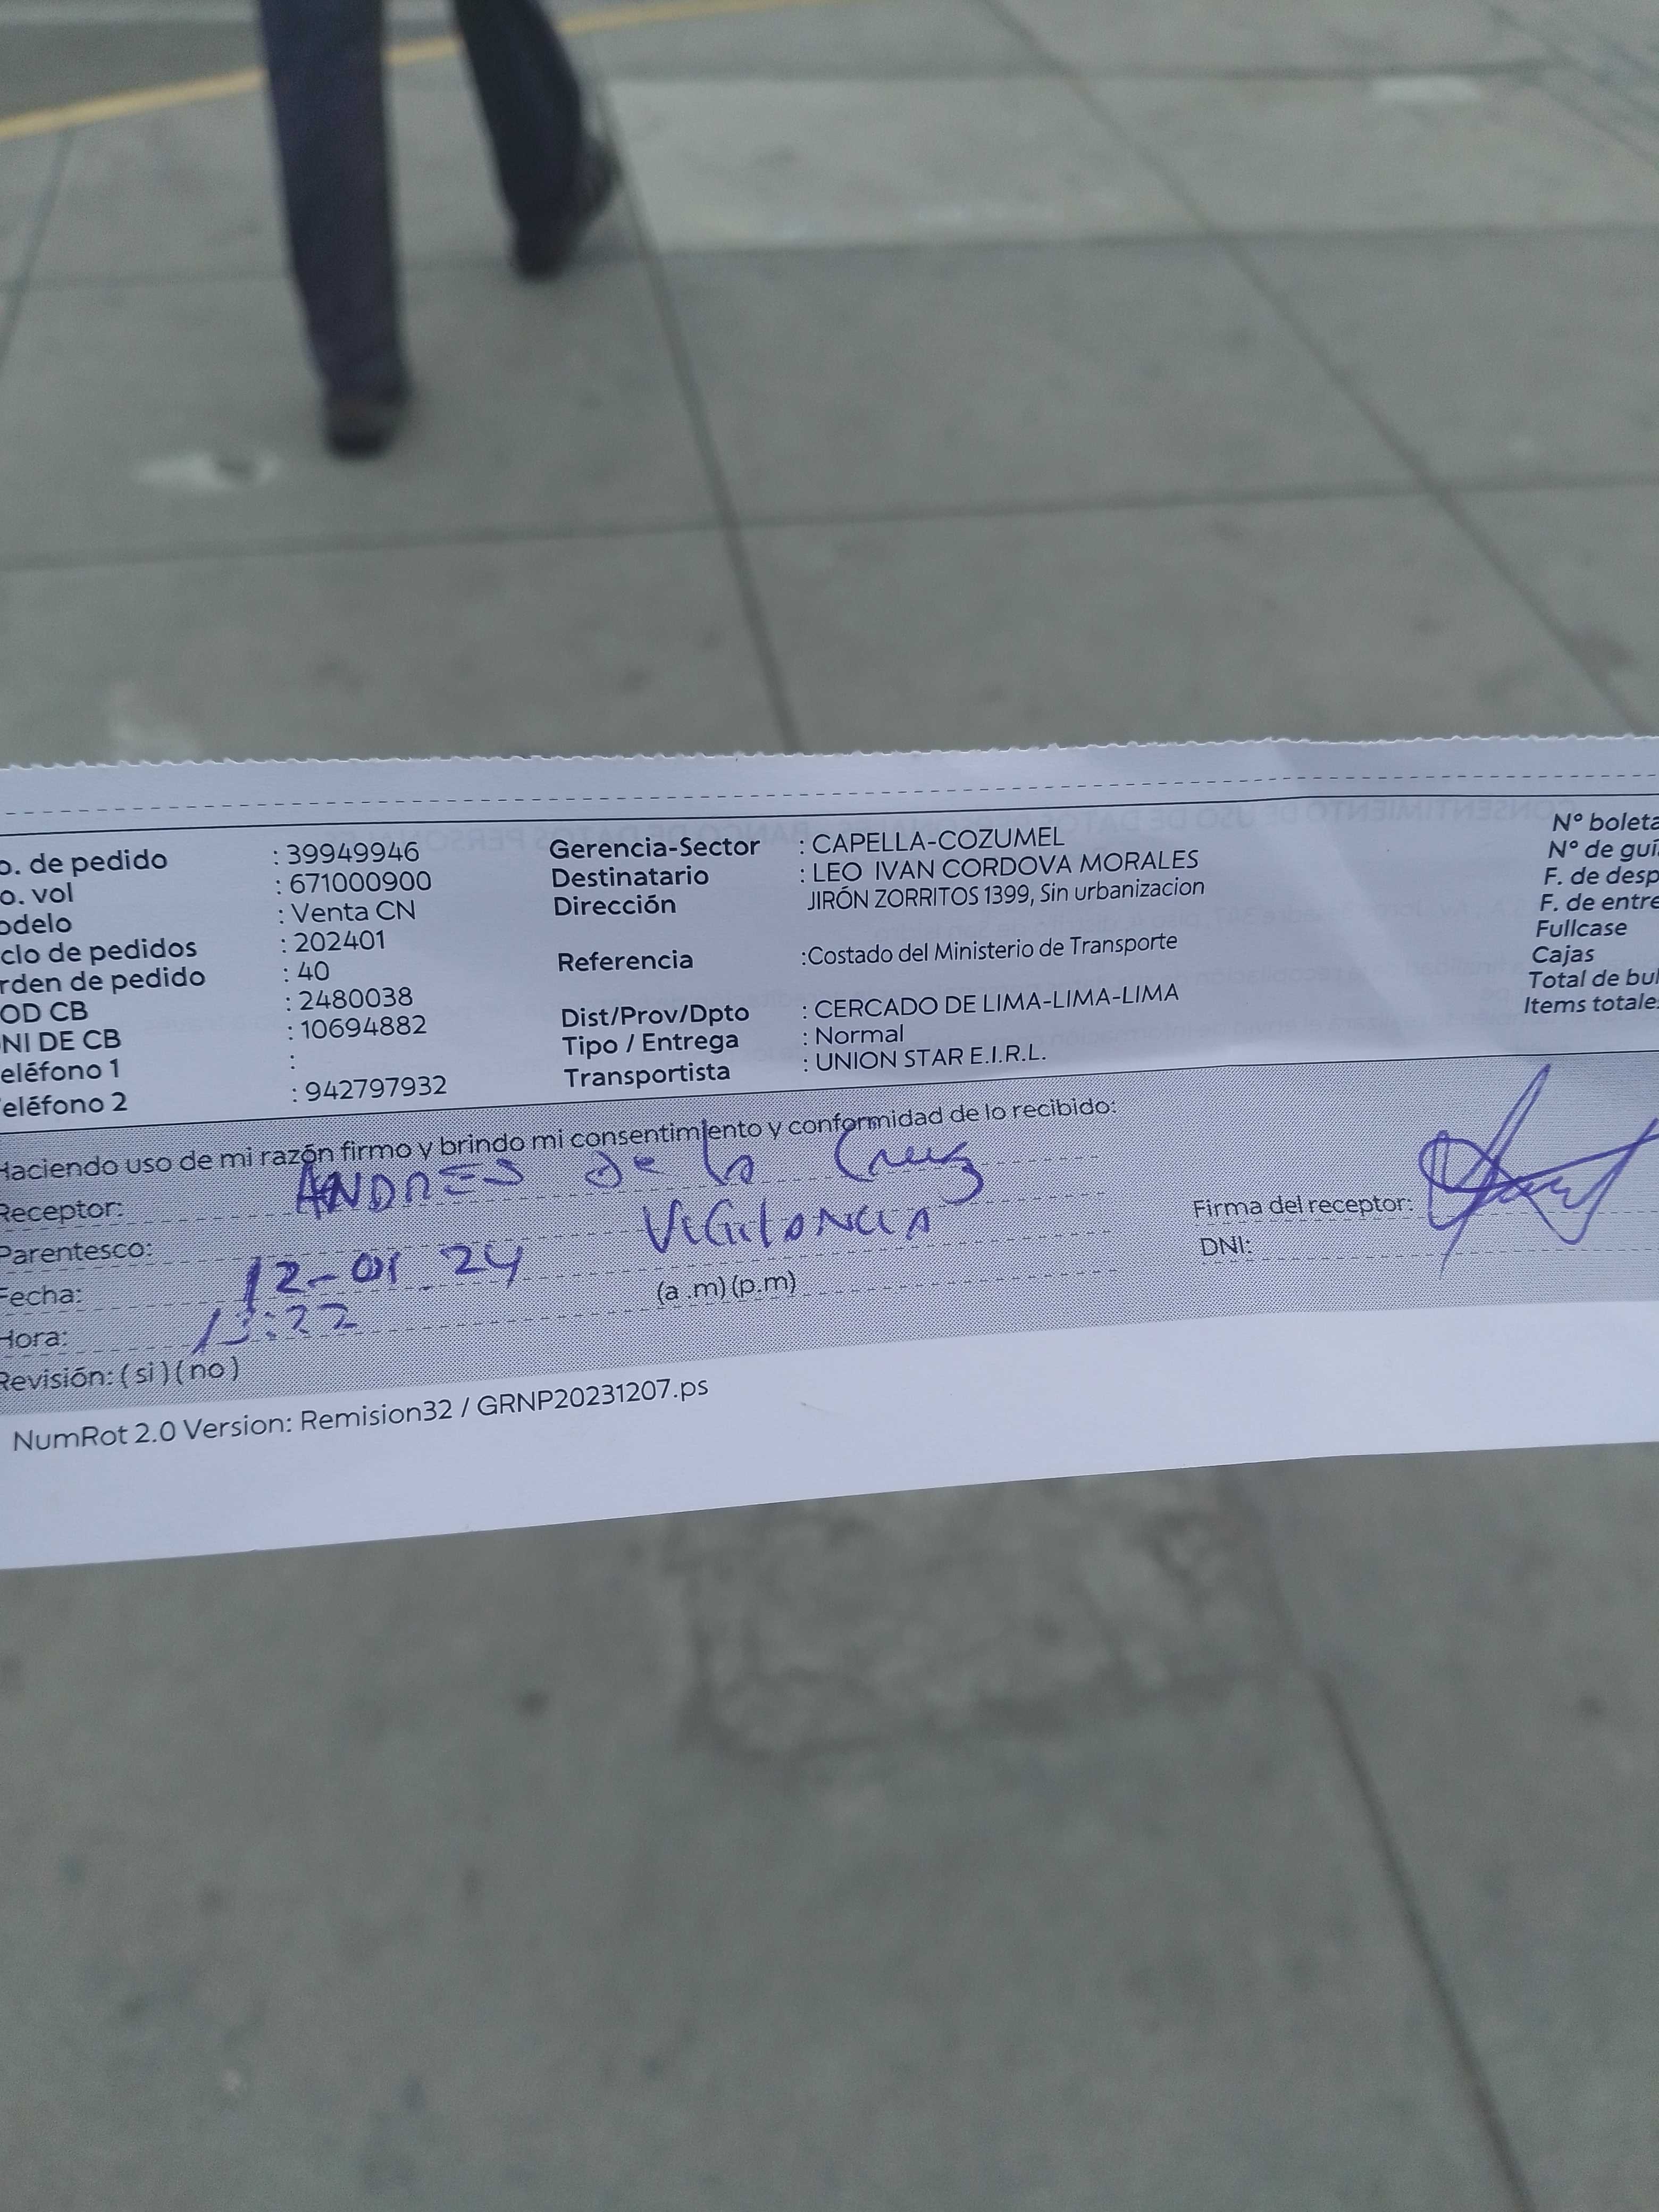 o. de pedido : 39949946
o. vol : 671000900
odelo : Venta CN
clo de pedidos : 202401
rden de pedido : 40
OD CB : 2480038
NI DE CB : 10694882
eléfono 1 :
eléfono 2 : 942797932
Gerencia-Sector : CAPELLA-COZUMEL
Destinatario : LEO IVAN CORDOVA MORALES
Dirección JIRÓN ZORRITOS 1399, Sin urbanizacion
Referencia :Costado del Ministerio de Transporte
Dist/Prov/Dpto : CERCADO DE LIMA-LIMA-LIMA
Tipo / Entrega : Normal
Transportista : UNION STAR E.I.R.L.
N° boleta
N° de guí
F. de desp
F. de entre
Fullcase
Cajas
Total de bul
Items totale
Haciendo uso de mi razón firmo y brindo mi consentimiento y conformidad de lo recibido:
Receptor: ANDRES de la Cruz
Parentesco: VIGILANCIA
Fecha: 12-01-24
Hora: :22 (a .m) (p.m)
Revisión: ( si ) ( no )
Firma del receptor:
DNI:
NumRot 2.0 Version: Remision32 / GRNP20231207.ps